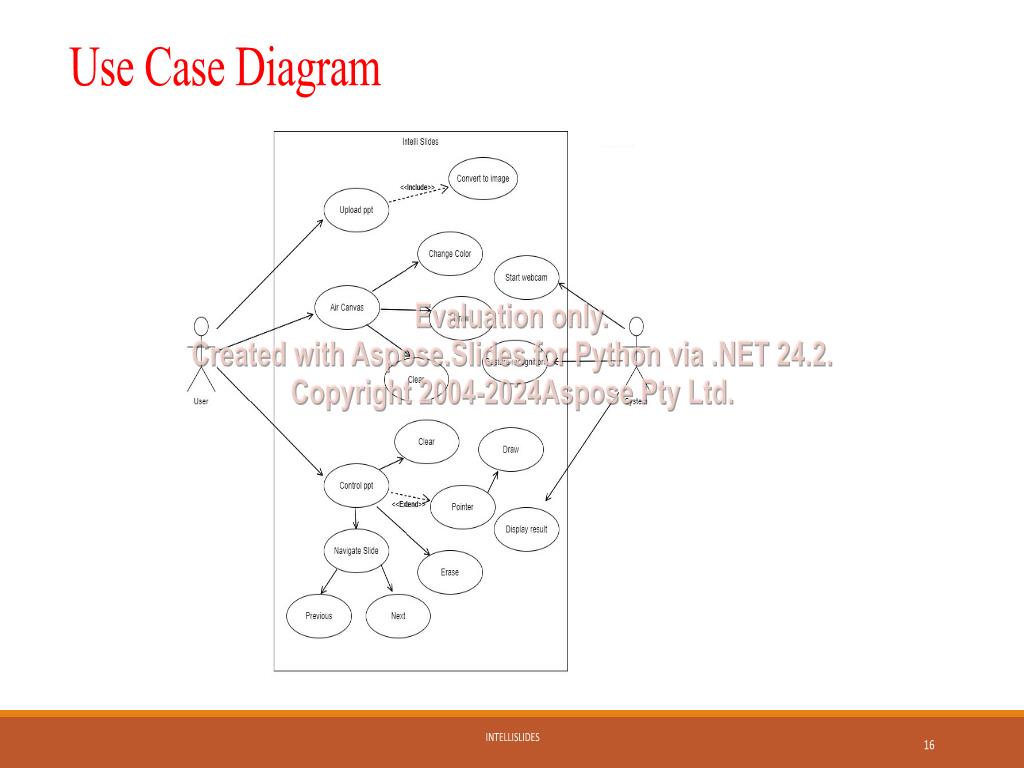 Use Case Diagram
Intelli Slides
Convert to image
<<Include>>
Upload ppt
Change Color
Start webcam
Air Canvas
Evaluation only.
Created with Aspose.Slides for Python via .NET 24.2.
Clear
Copyright 2004-2024Aspose Pty Ltd.
User
System
Clear
Draw
Control ppt
<<Edend>>
Pointer
Display result
Navigate Slide
Erase
Previous
Next
INTELLISLIDES
16